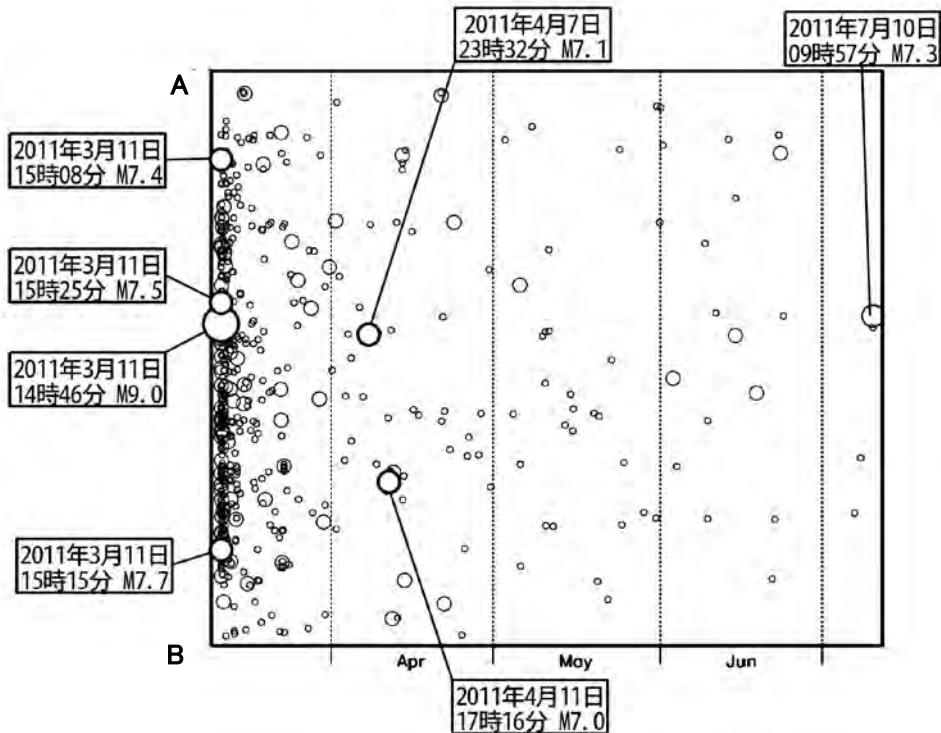 2011年4月7日
23時32分 M7.1
2011年7月10日
09時57分 M7.3
A
2011年3月11日
15時08分 M7.4
2011年3月11日
15時25分 M7.5
2011年3月11日
14時46分 M9.0
2011年3月11日
15時15分 M7.7
B
Apr
May
Jun
2011年4月11日
17時16分 M7.0